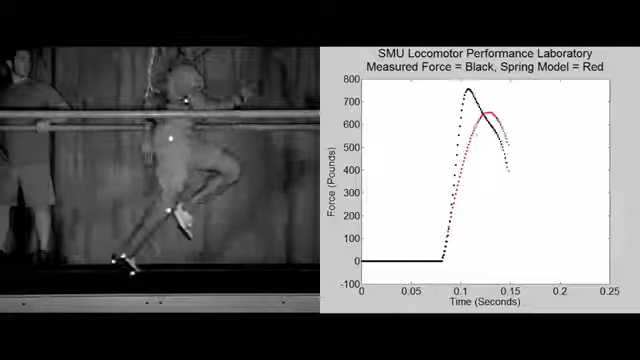 SMU Locomotor Performance Laboratory
Measured Force = Black, Spring Model = Red
800
700
600
500
400
300
200
100
0
-100
Force (Pounds)
0 0.05 0.1 0.15 0.2 0.25
Time (Seconds)